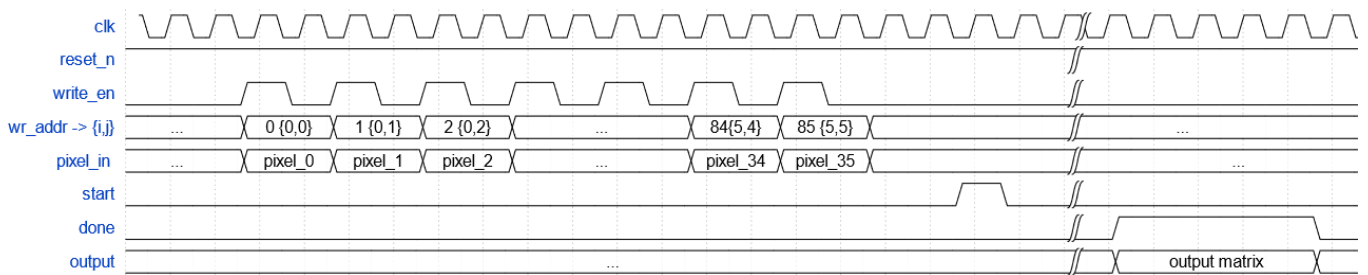 clk
reset_n
write_en
wr_addr -> {i,j} ... 0 {0,0} 1 {0,1} 2 {0,2} ... 84{5,4} 85 {5,5} ...
pixel_in ... pixel_0 pixel_1 pixel_2 ... pixel_34 pixel_35 ...
start
done
output ... output matrix